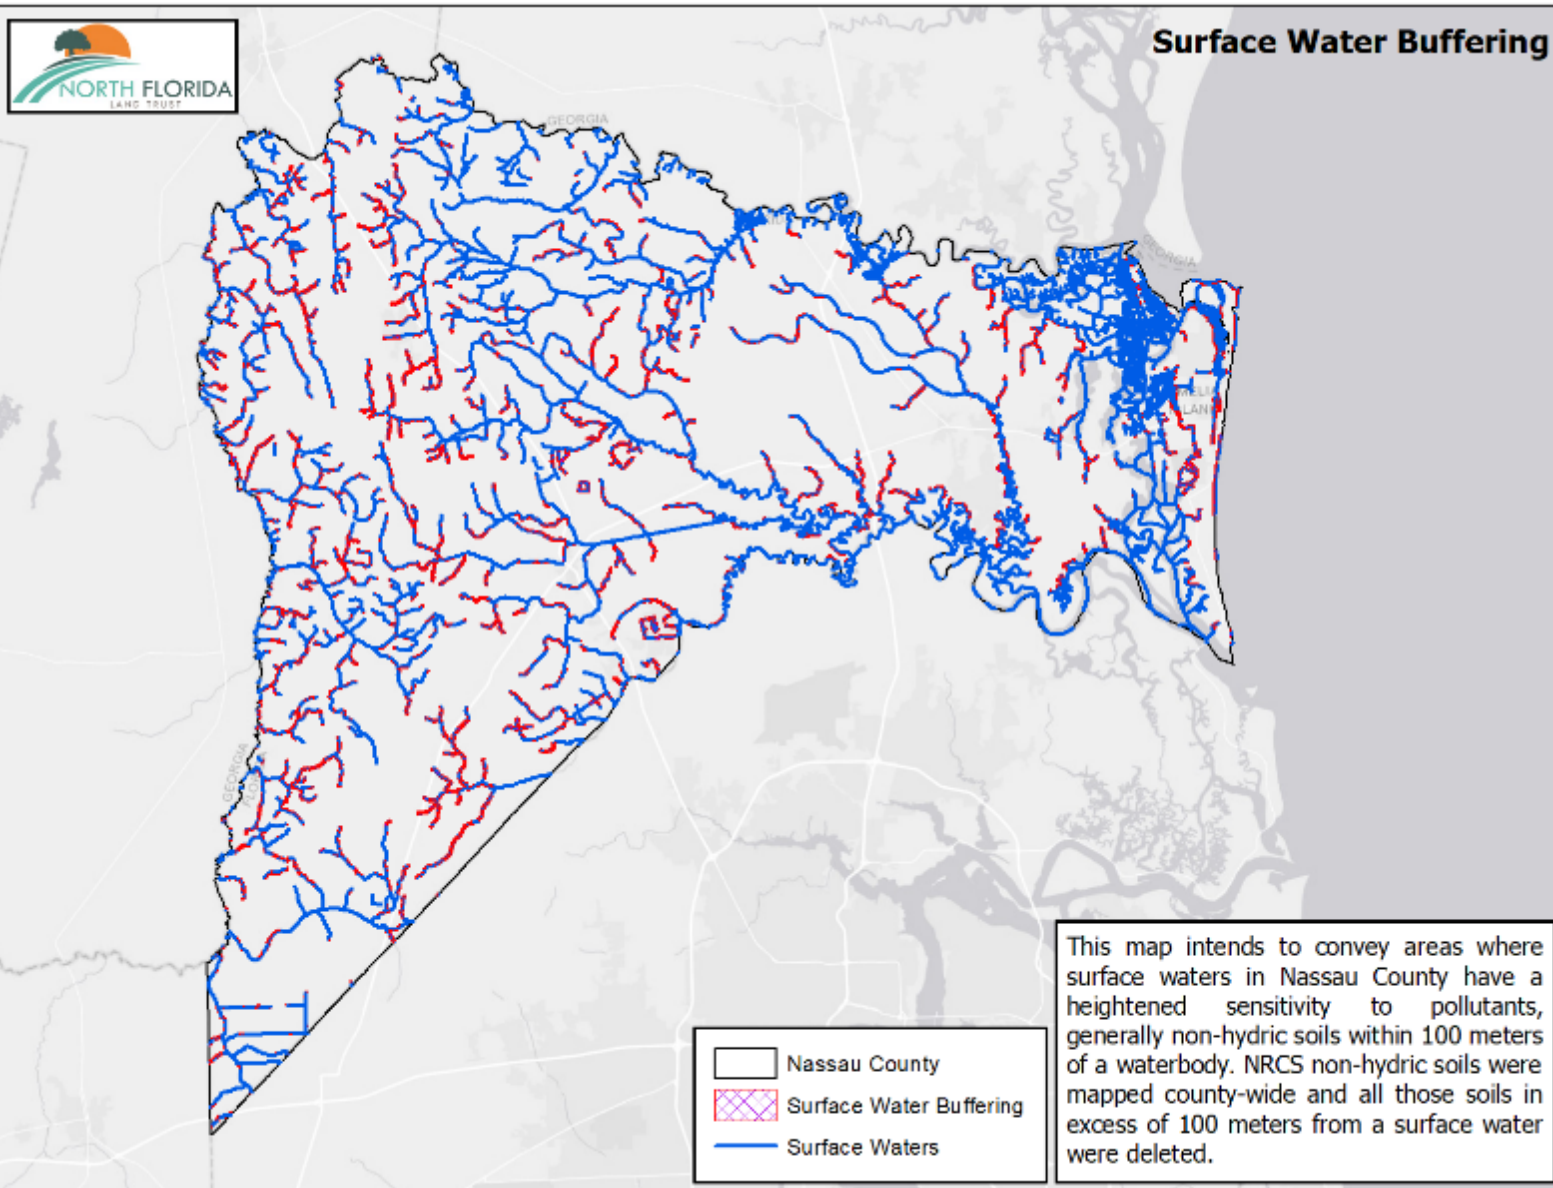 Surface Water Buffering
NORTH FLORIDA
LAND TRUST
GEORGIA
GEORGIA
GEORGIA
Nassau County
Surface Water Buffering
Surface Waters
This map intends to convey areas where
surface waters in Nassau County have a
heightened sensitivity to pollutants,
generally non-hydric soils within 100 meters
of a waterbody. NRCS non-hydric soils were
mapped county-wide and all those soils in
excess of 100 meters from a surface water
were deleted.